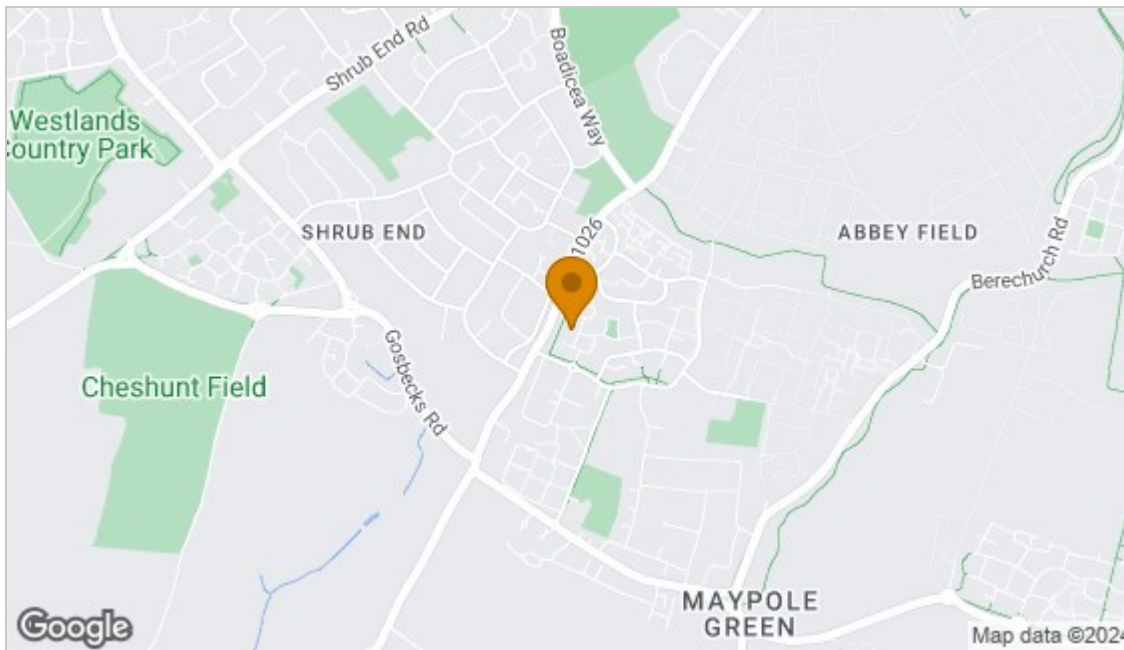 Shrub End Rd
Boadicea Way
Westlands
Country Park
SHRUB END
1026
ABBEY FIELD
Berechurch Rd
Gosbecks Rd
Cheshunt Field
MAYPOLE
GREEN
Google
Map data ©2024